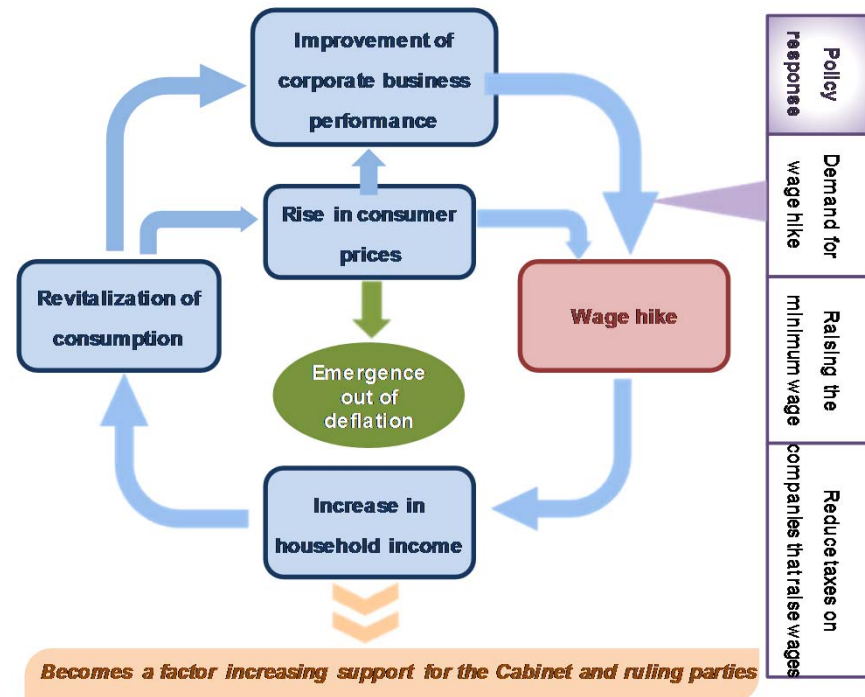 Improvement of
corporate business
performance
Rise in consumer
prices
Revitalization of
consumption
Wage hike
Emergence
out of
deflation
Increase in
household income
Becomes a factor increasing support for the Cabinet and ruling parties
Policy
response
Demand for
wage hike
Raising the
minimum wage
Reduce taxes on
companies that raise wages